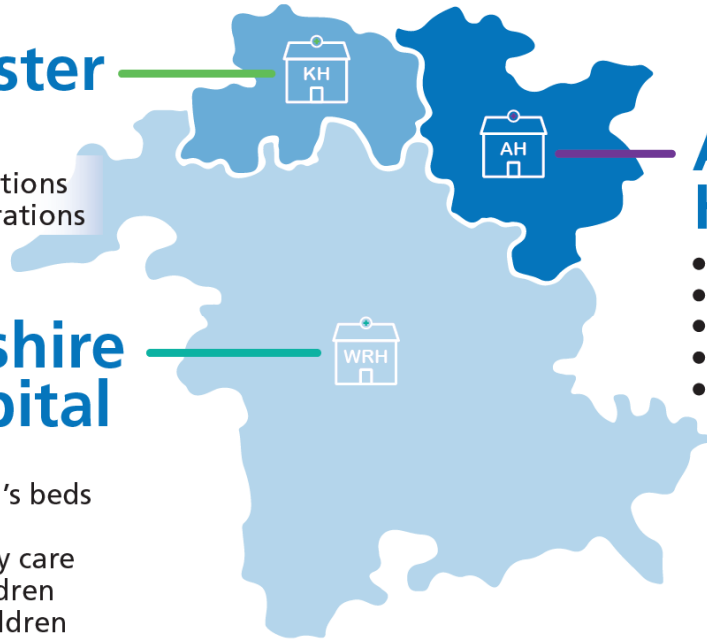 ster
KH
AH
A
tions
rations
shire
pital
WRH
's beds
y care
dren
ldren